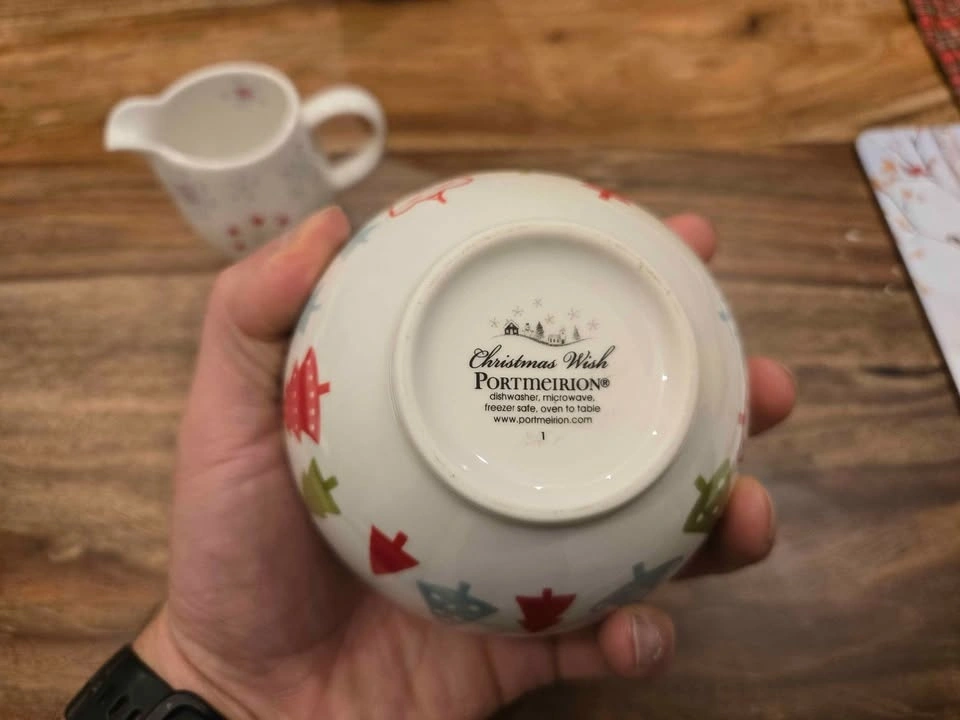 Christmas Wish
PORTMEIRION®
dishwasher, microwave,
freezer safe, oven to table
www.portmeirion.com
1